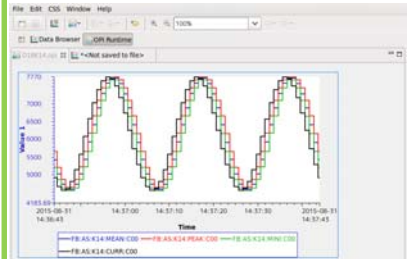 File Edit CSS Window Help
100%
Data Browser OPI Runtime
*<Not saved to file>
7770
7000
6500
6000
5500
5000
4183.69
Value 1
2015-08-31 14:37:00 14:37:10 14:37:20 14:37:30 2015-08-31
14:36:43 14:37:43
Time
FB:AS:K14:MEAN:C00 FB:AS:K14:PEAK:C00 FB:AS:K14:MINI:C00
FB:AS:K14:CURR:C00